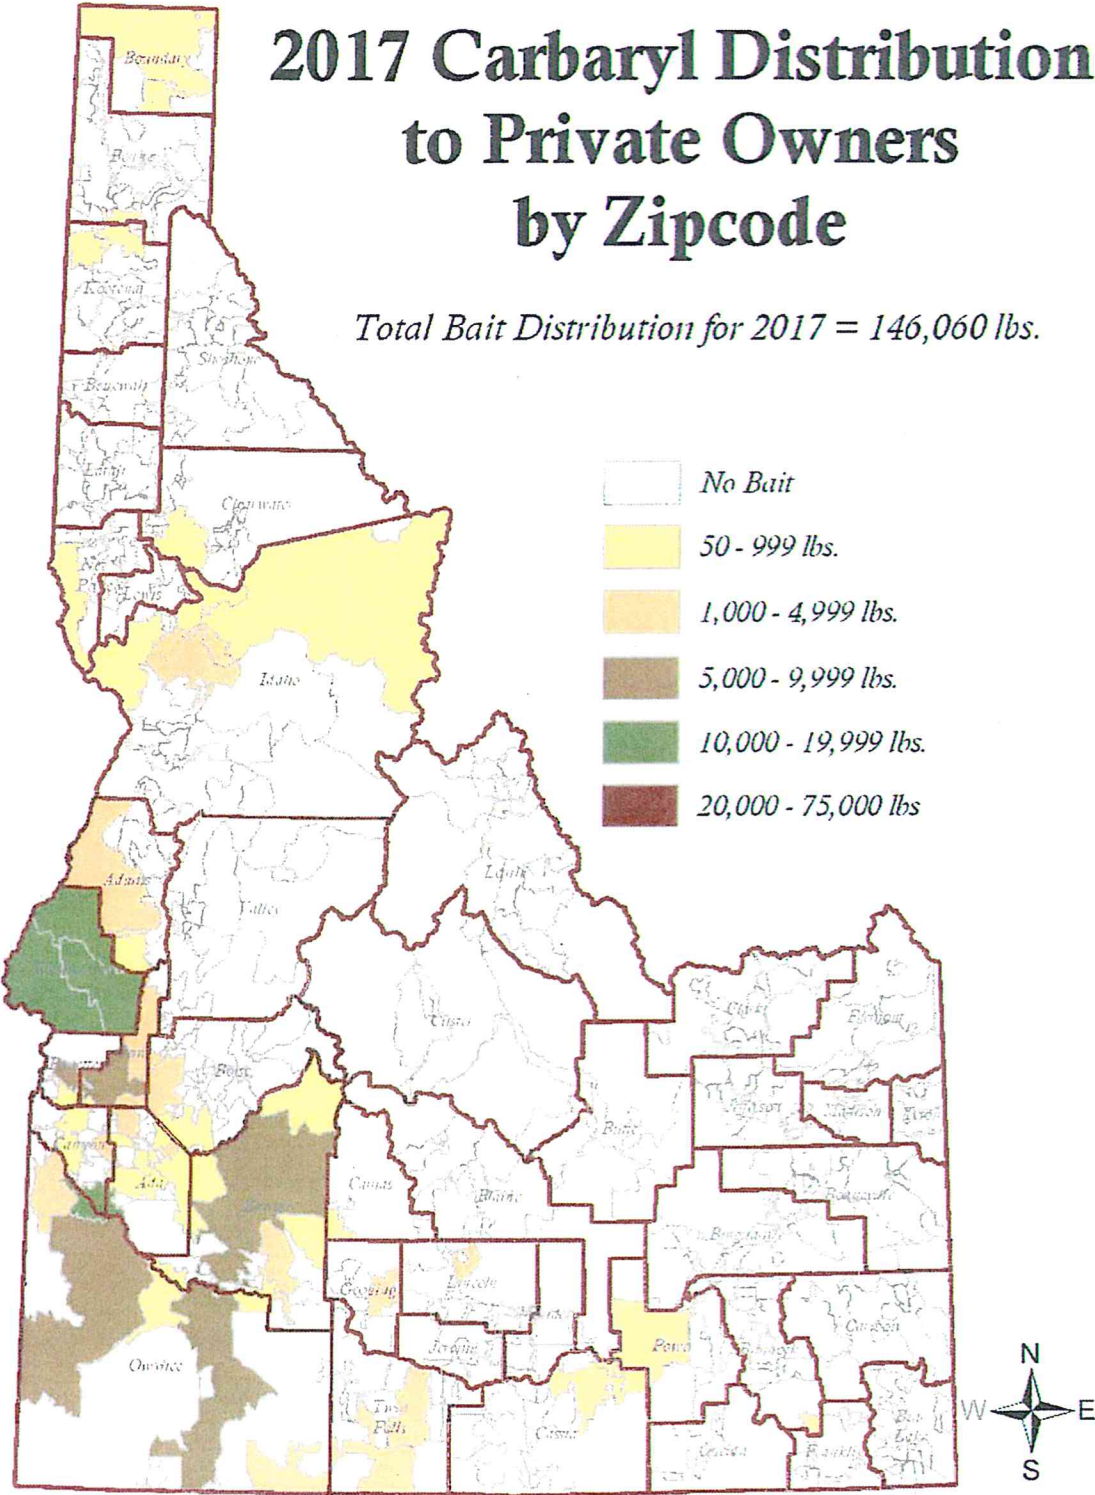 2017 Carbaryl Distribution
to Private Owners
by Zipcode
Total Bait Distribution for 2017 = 146,060 lbs.
No Bait
50 - 999 lbs.
1,000 - 4,999 lbs.
5,000 - 9,999 lbs.
10,000 - 19,999 lbs.
20,000 - 75,000 lbs
Boundary
Kootenai
Benewah
Latah
Shoshone
Clearwater
Lewis
Idaho
Adams
Valley
Lemhi
Custer
Clark
Fremont
Boise
Canyon
Ada
Camas
Blaine
Butte
Jefferson
Madison
Bingham
Gooding
Lincoln
Jerome
Owyhee
Twin
Falls
Cassia
Power
Caribou
Oneida
Franklin
Bear
Lake
N
W
E
S